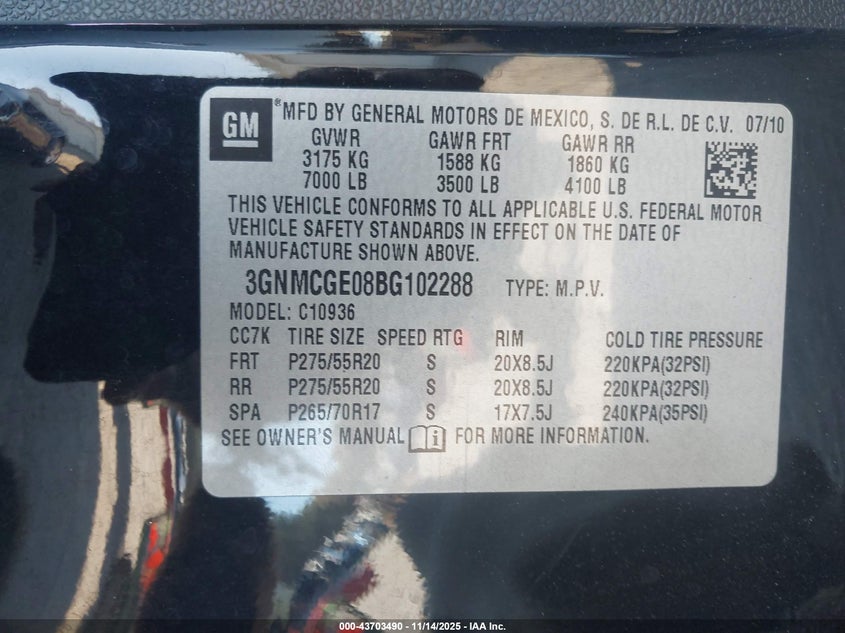 GM ®MFD BY GENERAL MOTORS DE MEXICO, S. DE R.L. DE C.V. 07/10
GVWR GAWR FRT GAWR RR
3175 KG 1588 KG 1860 KG
7000 LB 3500 LB 4100 LB
THIS VEHICLE CONFORMS TO ALL APPLICABLE U.S. FEDERAL MOTOR
VEHICLE SAFETY STANDARDS IN EFFECT ON THE DATE OF
MANUFACTURE SHOWN ABOVE.
3GNMCGE08BG102288 TYPE: M.P.V.
MODEL: C10936
CC7K TIRE SIZE SPEED RTG RIM COLD TIRE PRESSURE
FRT P275/55R20 S 20X8.5J 220KPA(32PSI)
RR P275/55R20 S 20X8.5J 220KPA(32PSI)
SPA P265/70R17 S 17X7.5J 240KPA(35PSI)
SEE OWNER'S MANUAL i FOR MORE INFORMATION.
000-43703490 - 11/14/2025 - IAA Inc.